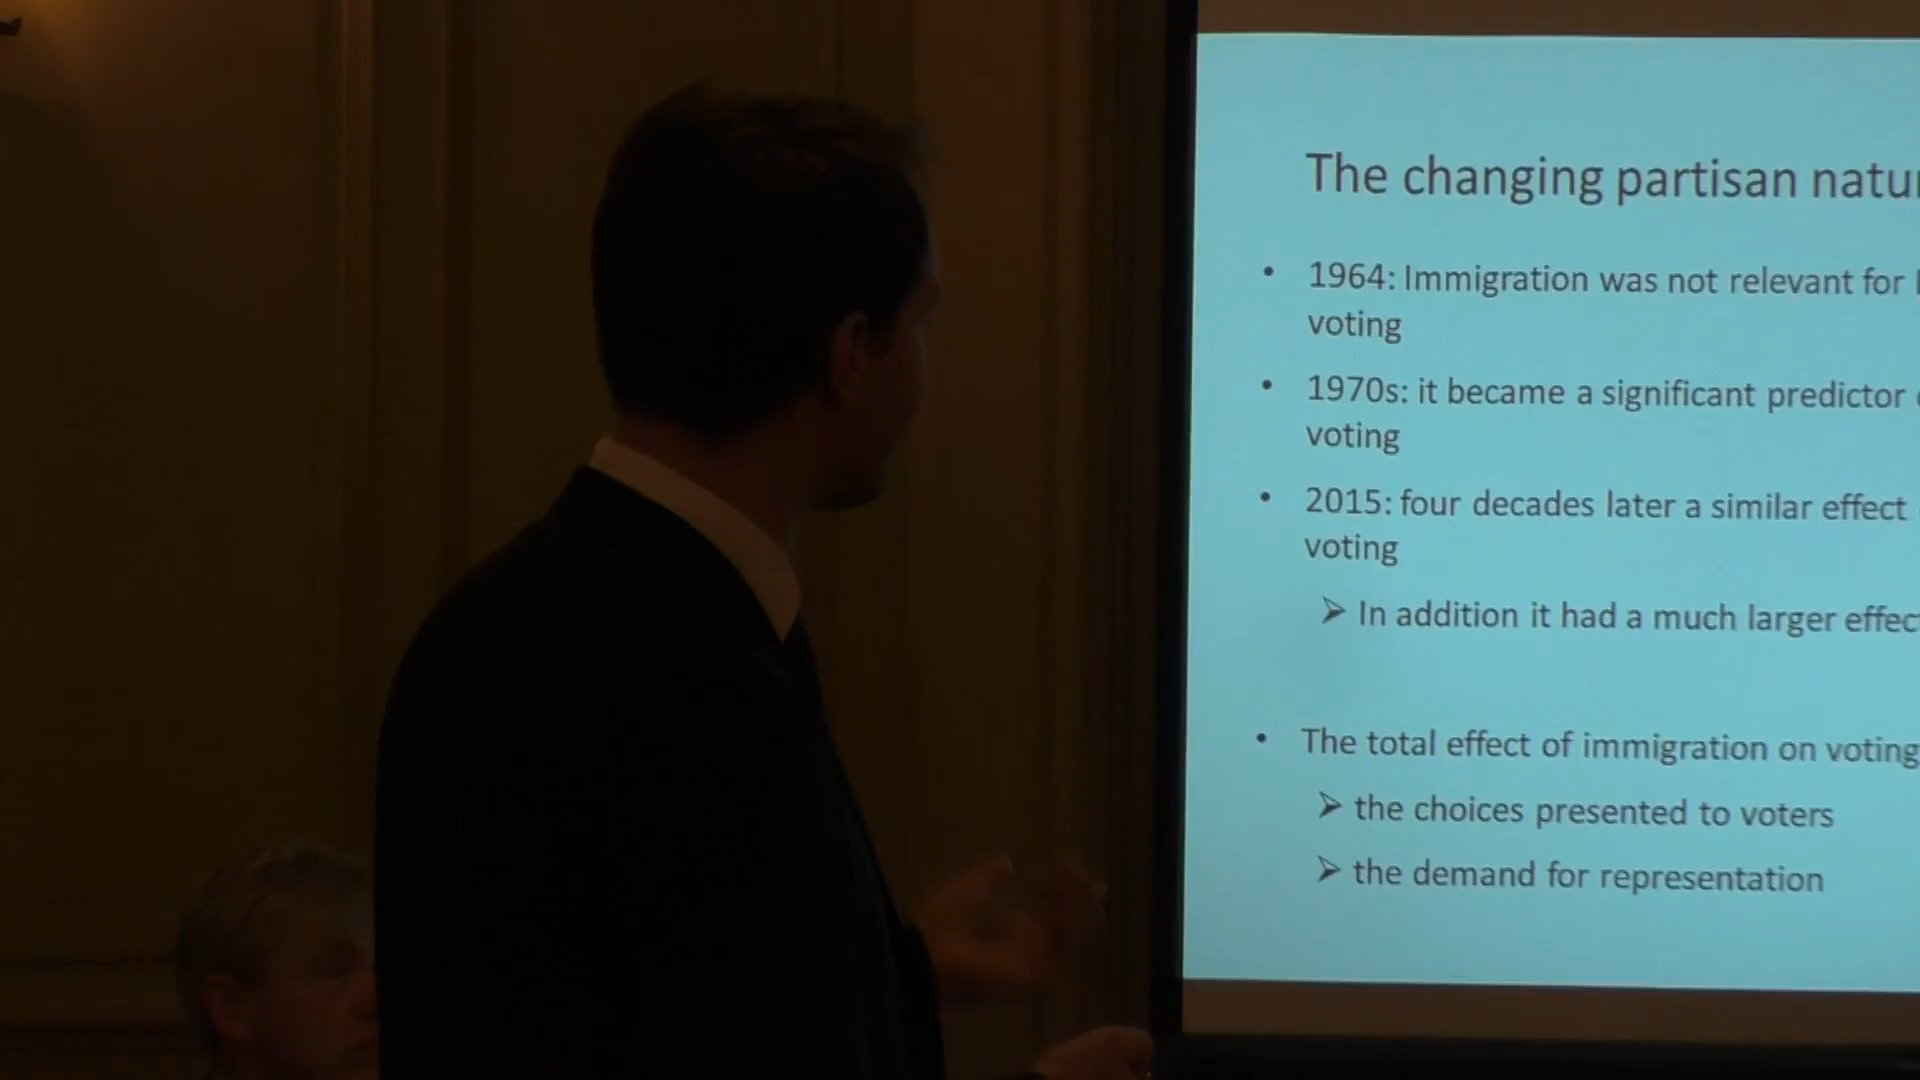 The changing partisan
• 1964: Immigration was not relevant for
voting
• 1970s: it became a significant predictor
voting
• 2015: four decades later a similar effect
voting
➢ In addition it had a much larger
• The total effect of immigration on voting
➢ the choices presented to voters
➢ the demand for representation